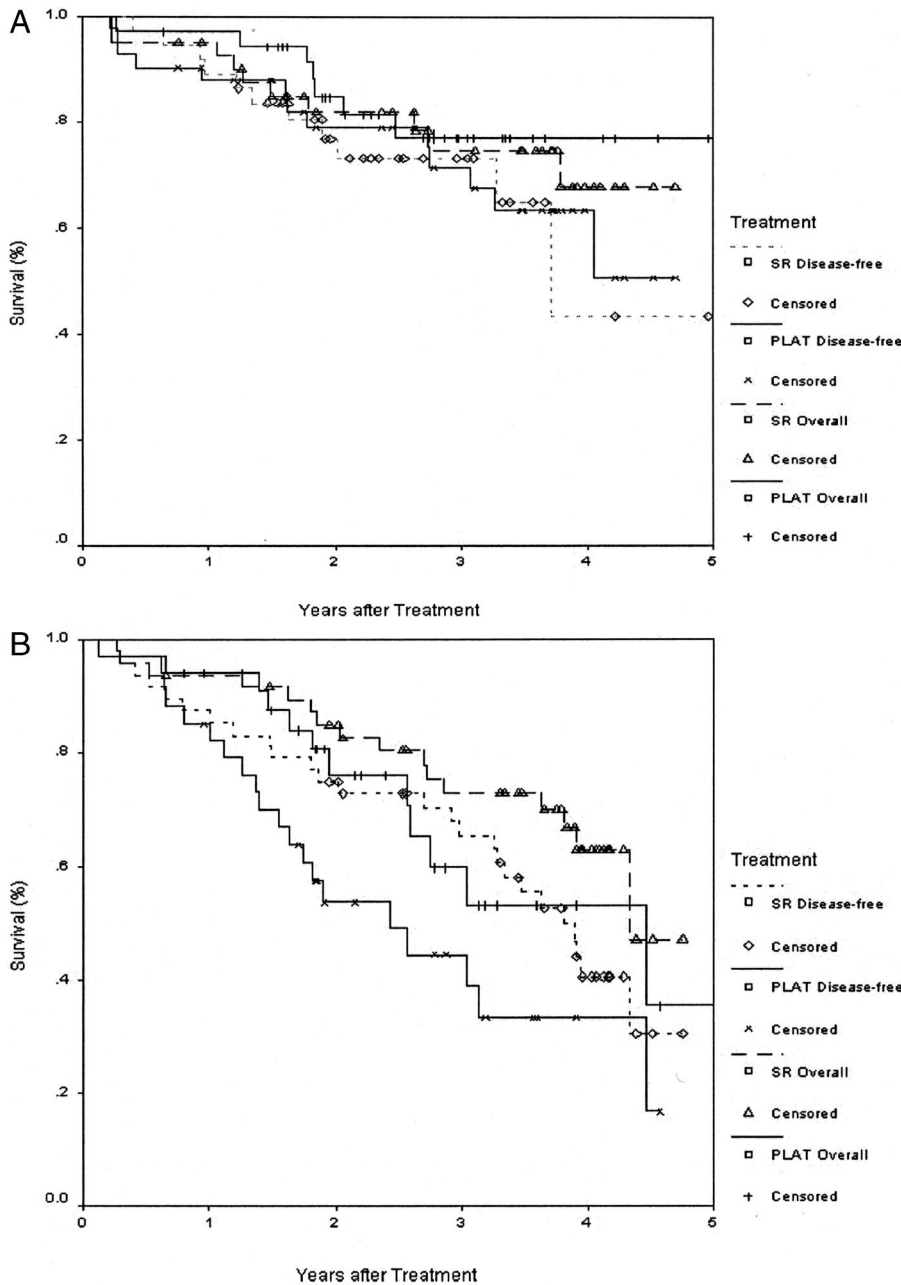 A
1.0
.8
.6
.4
.2
.0
Survival (%)
0 1 2 3 4 5
Years after Treatment
Treatment
SR Disease-free
Censored
PLAT Disease-free
Censored
SR Overall
Censored
PLAT Overall
Censored
B
1.0
.8
.6
.4
.2
0.0
Survival (%)
0 1 2 3 4 5
Years after Treatment
Treatment
SR Disease-free
Censored
PLAT Disease-free
Censored
SR Overall
Censored
PLAT Overall
Censored